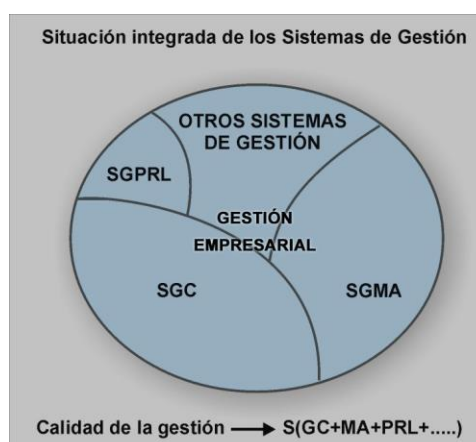 Situación integrada de los Sistemas de Gestión
OTROS SISTEMAS
DE GESTIÓN
SGPRL
GESTIÓN
EMPRESARIAL
SGC
SGMA
Calidad de la gestión ⟶ S(GC+MA+PRL+.....)